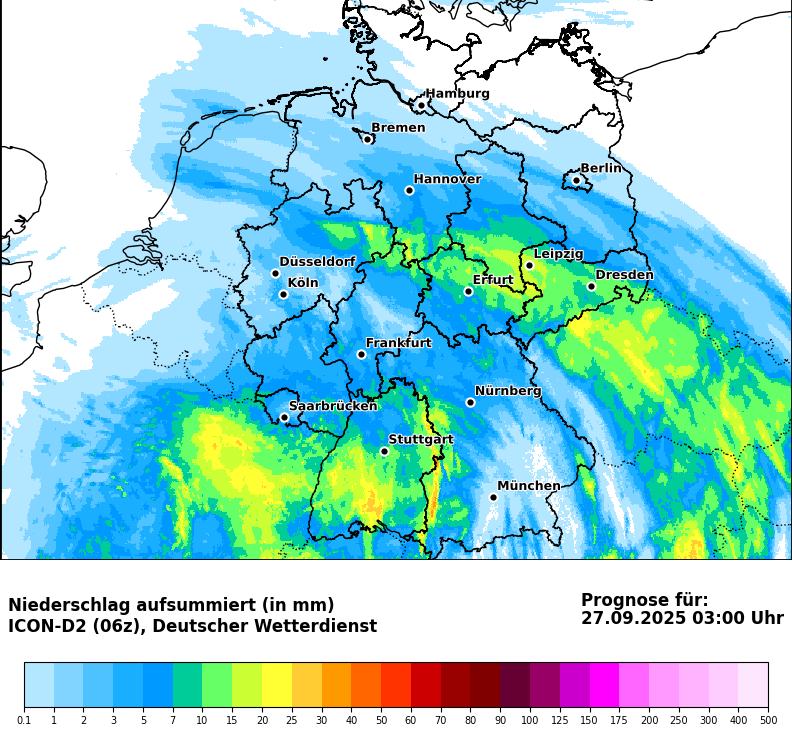 Hamburg
Bremen
Berlin
Hannover
Leipzig
Düsseldorf
Dresden
Köln
Erfurt
Frankfurt
Nürnberg
Saarbrücken
Stuttgart
München
Niederschlag aufsummiert (in mm)
ICON-D2 (06z), Deutscher Wetterdienst
Prognose für:
27.09.2025 03:00 Uhr
0.1 1 2 3 5 7 10 15 20 25 30 40 50 60 70 80 90 100 125 150 175 200 250 300 400 500